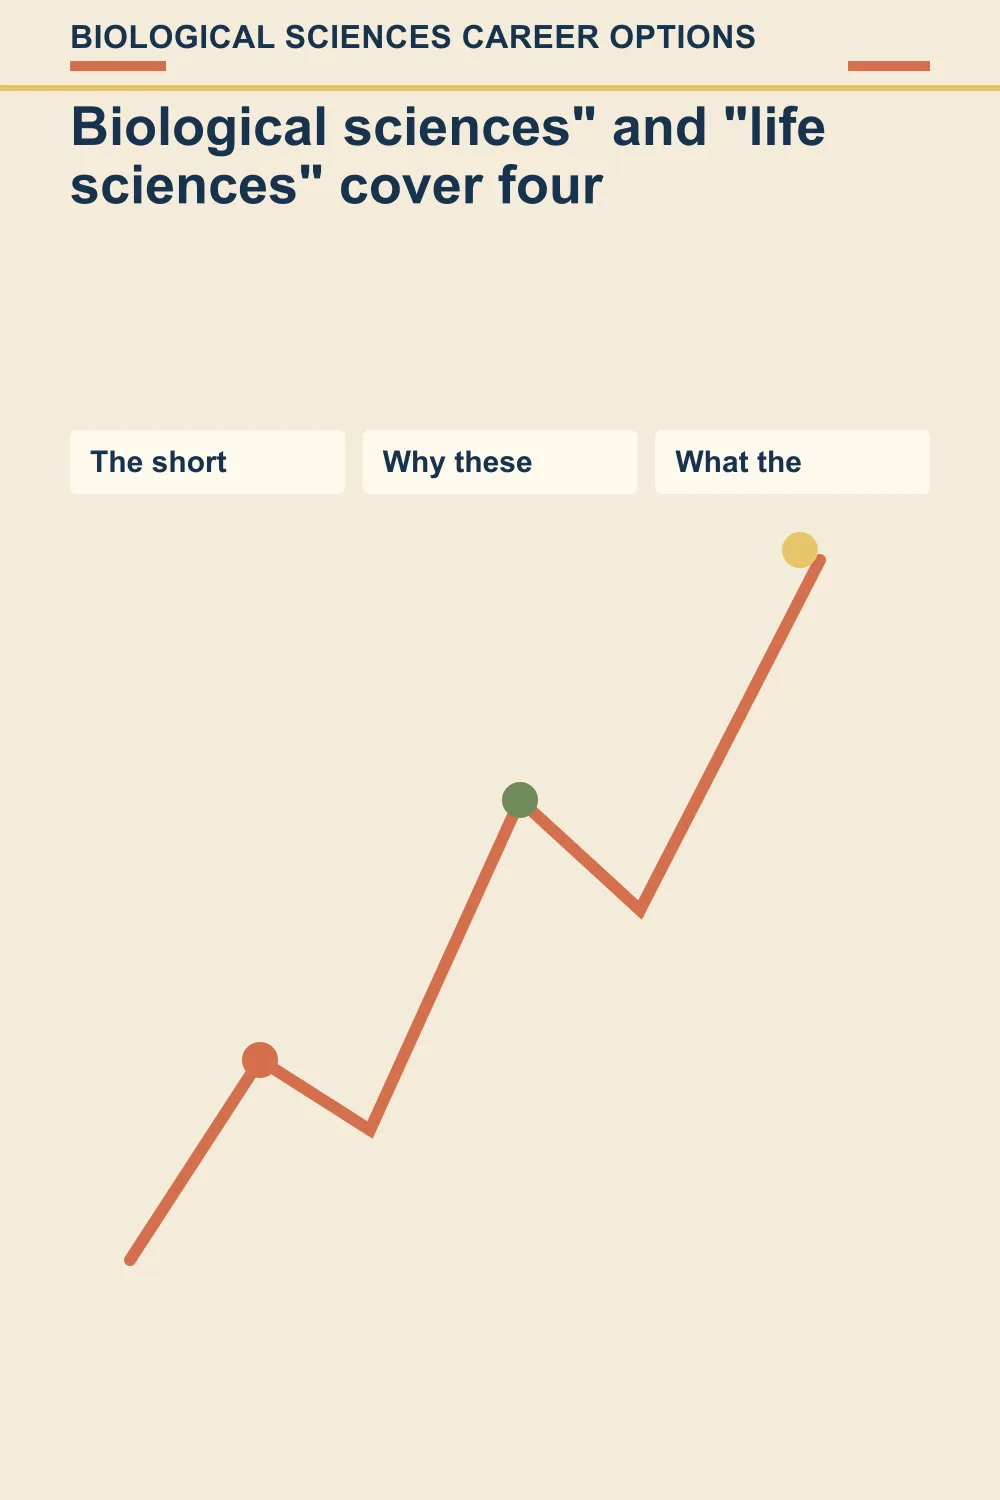 BIOLOGICAL SCIENCES CAREER OPTIONS
Biological sciences" and "life
sciences" cover four
The short
Why these
What the